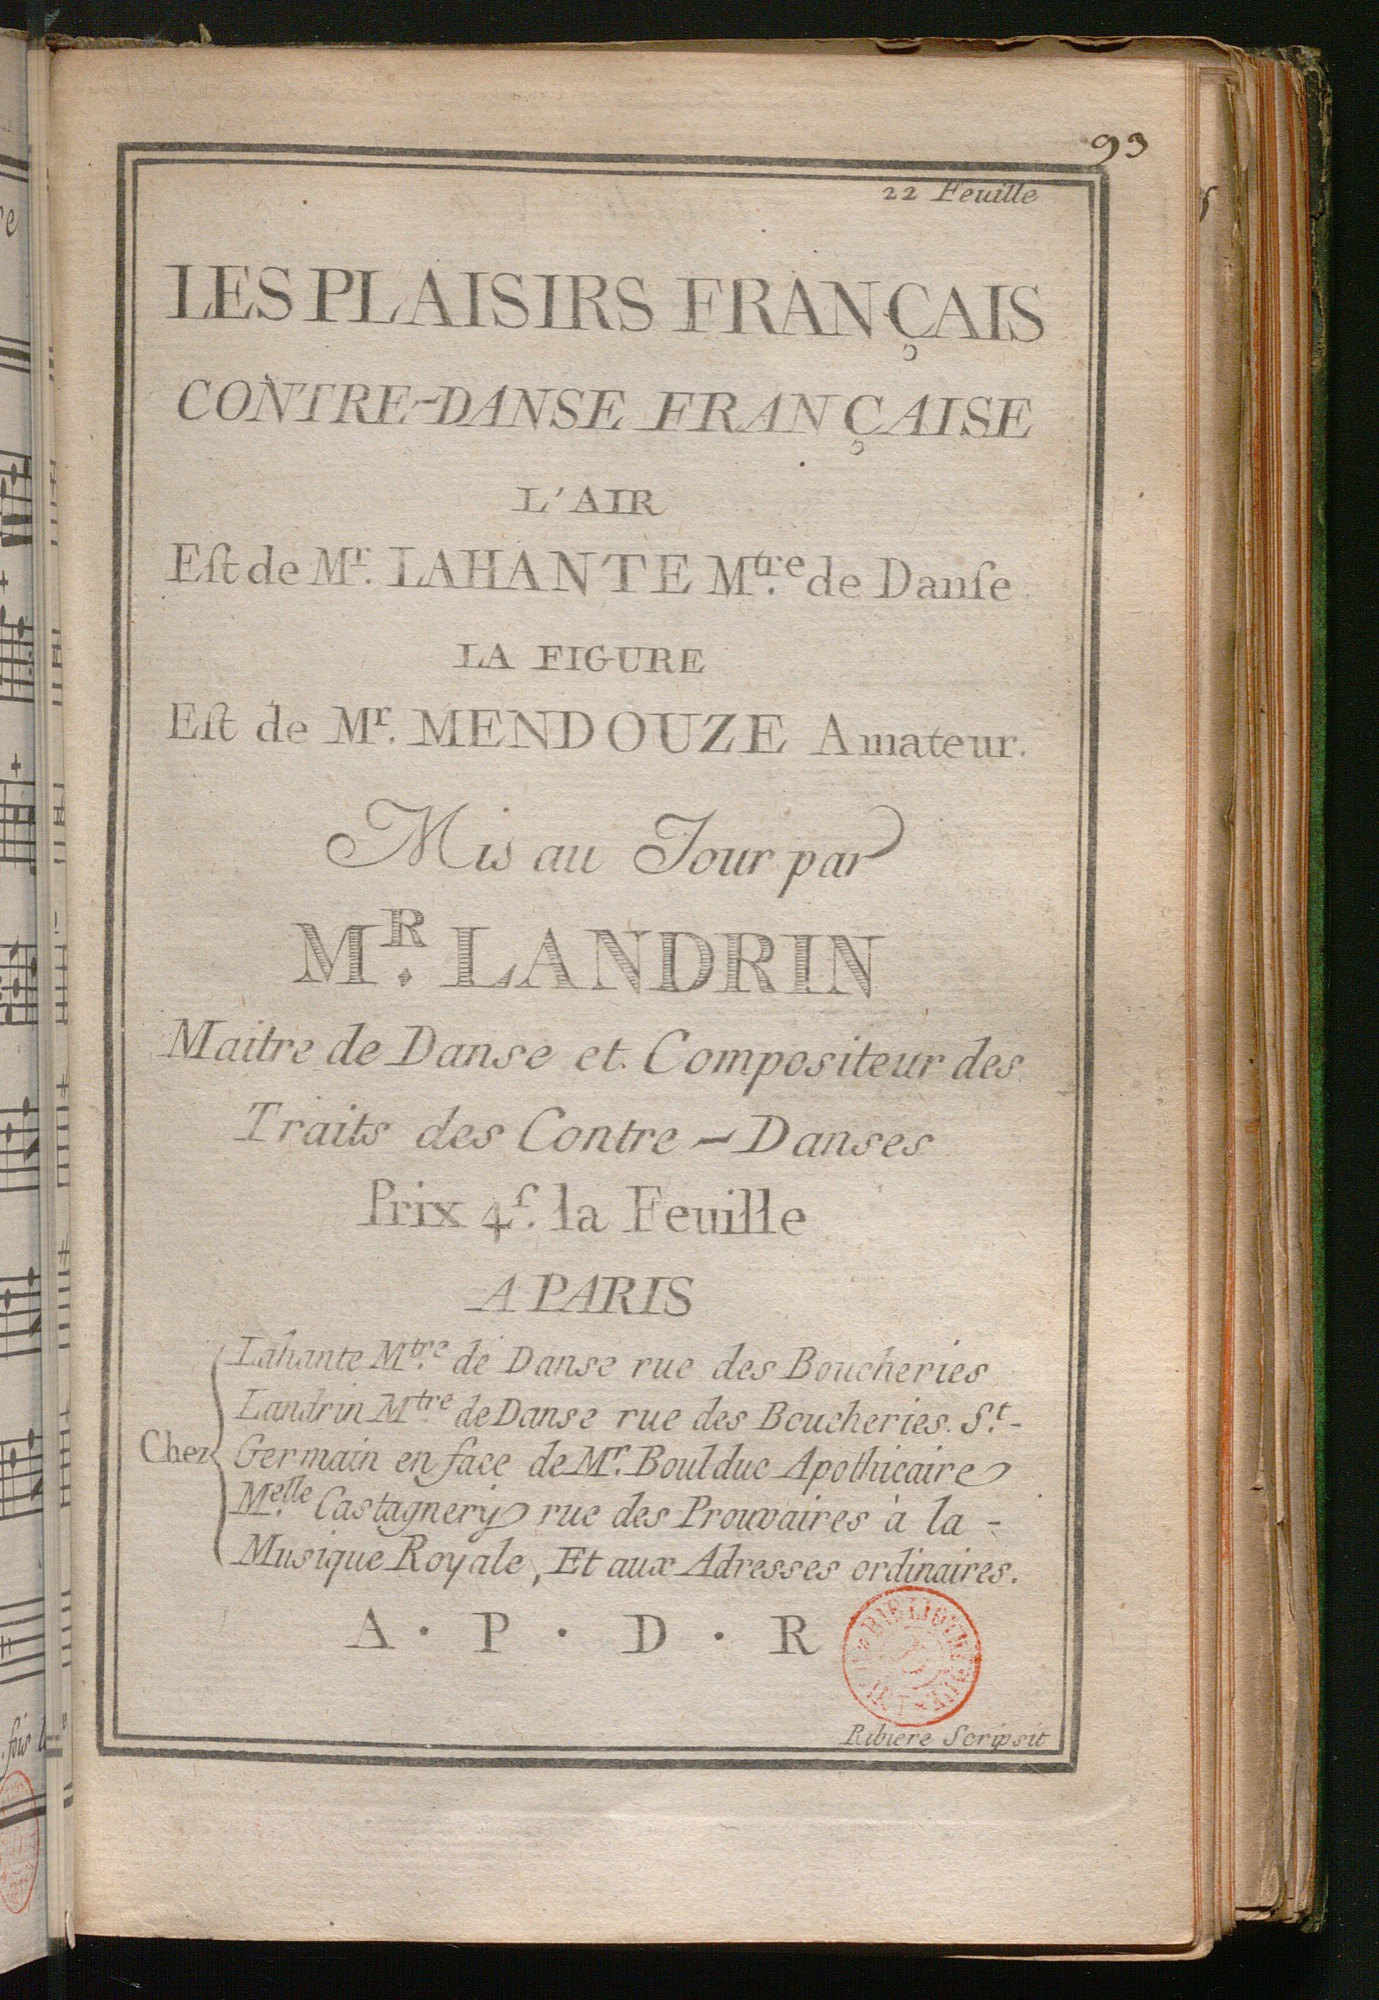 93
22 Feuille
LES PLAISIRS FRANÇAIS
CONTRE-DANSE FRANÇAISE
L'AIR
Eſt de Mr. LAHANTE Mtre. de Danſe
LA FIGURE
Eſt de Mr. MENDOUZE Amateur.
Mis au Jour par
MR. LANDRIN
Maitre de Danse et. Compositeur des
Traits des Contre-Danses
Prix 4ſ. la Feuille
A PARIS
Chez
Lahante Mtre. de Danse rue des Boucheries
Landrin Mtre. de Danse rue des Boucheries. St.-
Germain en face de Mr. Boulduc Apothicaire
Melle. Castagnery rue des Prouvaires à la -
Musique Royale, Et aux Adresses ordinaires.
A · P · D · R
Ribiere Scripsit
fois